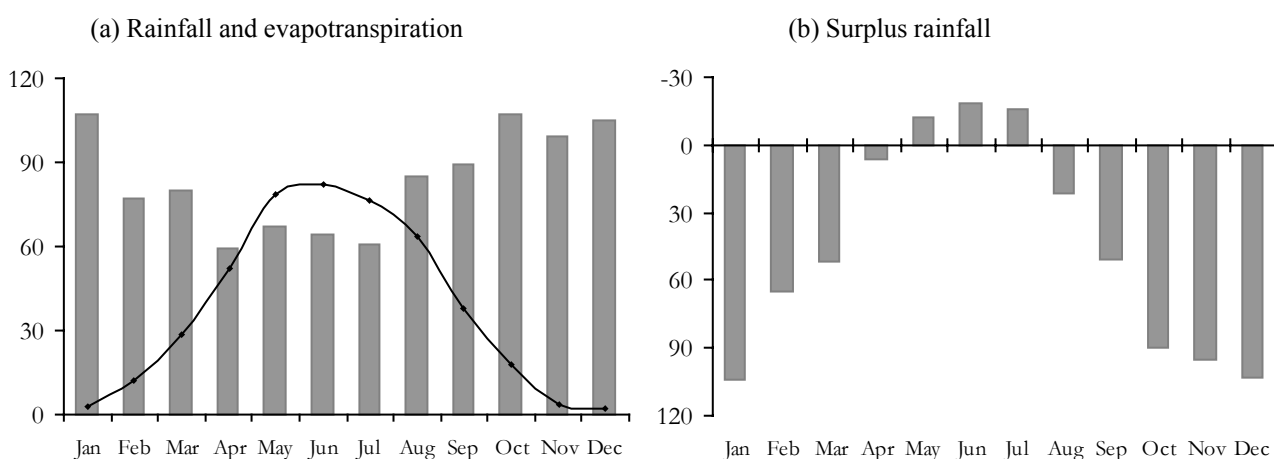 (a) Rainfall and evapotranspiration
120
90
60
30
0
Jan Feb Mar Apr May Jun Jul Aug Sep Oct Nov Dec
(b) Surplus rainfall
-30
0
30
60
90
120
Jan Feb Mar Apr May Jun Jul Aug Sep Oct Nov Dec